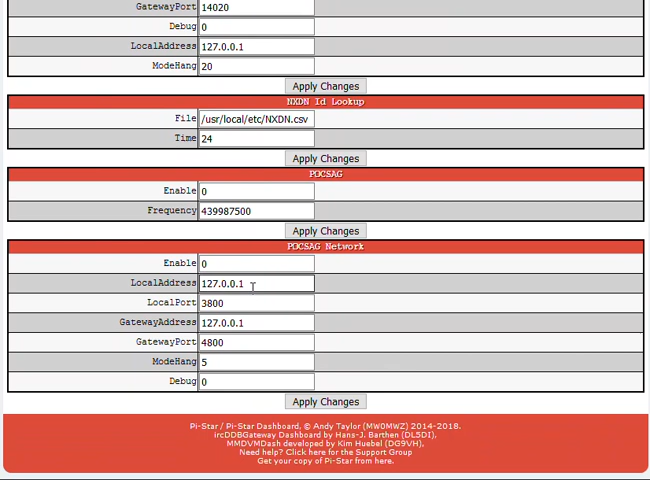 GatewayPort 14020
Debug 0
LocalAddress 127.0.0.1
ModeHang 20
Apply Changes
NXDN Id Lookup
File /usr/local/etc/NXDN.csv
Time 24
Apply Changes
POCSAG
Enable 0
Frequency 439987500
Apply Changes
POCSAG Network
Enable 0
LocalAddress 127.0.0.1
LocalPort 3800
GatewayAddress 127.0.0.1
GatewayPort 4800
ModeHang 5
Debug 0
Apply Changes
Pi-Star / Pi-Star Dashboard, © Andy Taylor (MW0MWZ) 2014-2018.
ircDDBGateway Dashboard by Hans-J. Barthen (DL5DI),
MMDVMDash developed by Kim Huebel (DG9VH),
Need help? Click here for the Support Group
Get your copy of Pi-Star from here.